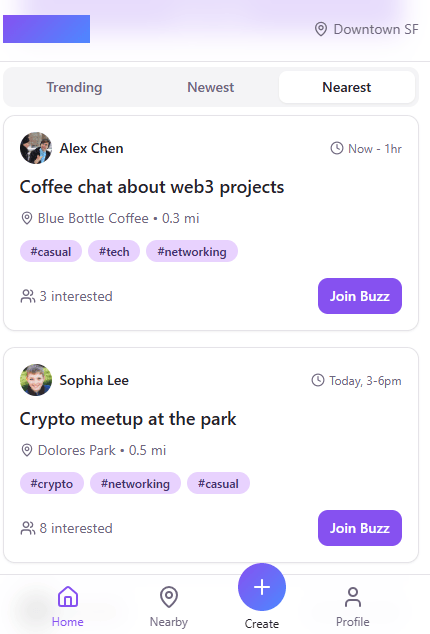 Downtown SF
Trending Newest Nearest
Alex Chen Now - 1hr
Coffee chat about web3 projects
Blue Bottle Coffee • 0.3 mi
#casual #tech #networking
3 interested Join Buzz
Sophia Lee Today, 3-6pm
Crypto meetup at the park
Dolores Park • 0.5 mi
#crypto #networking #casual
8 interested Join Buzz
Home Nearby Create Profile